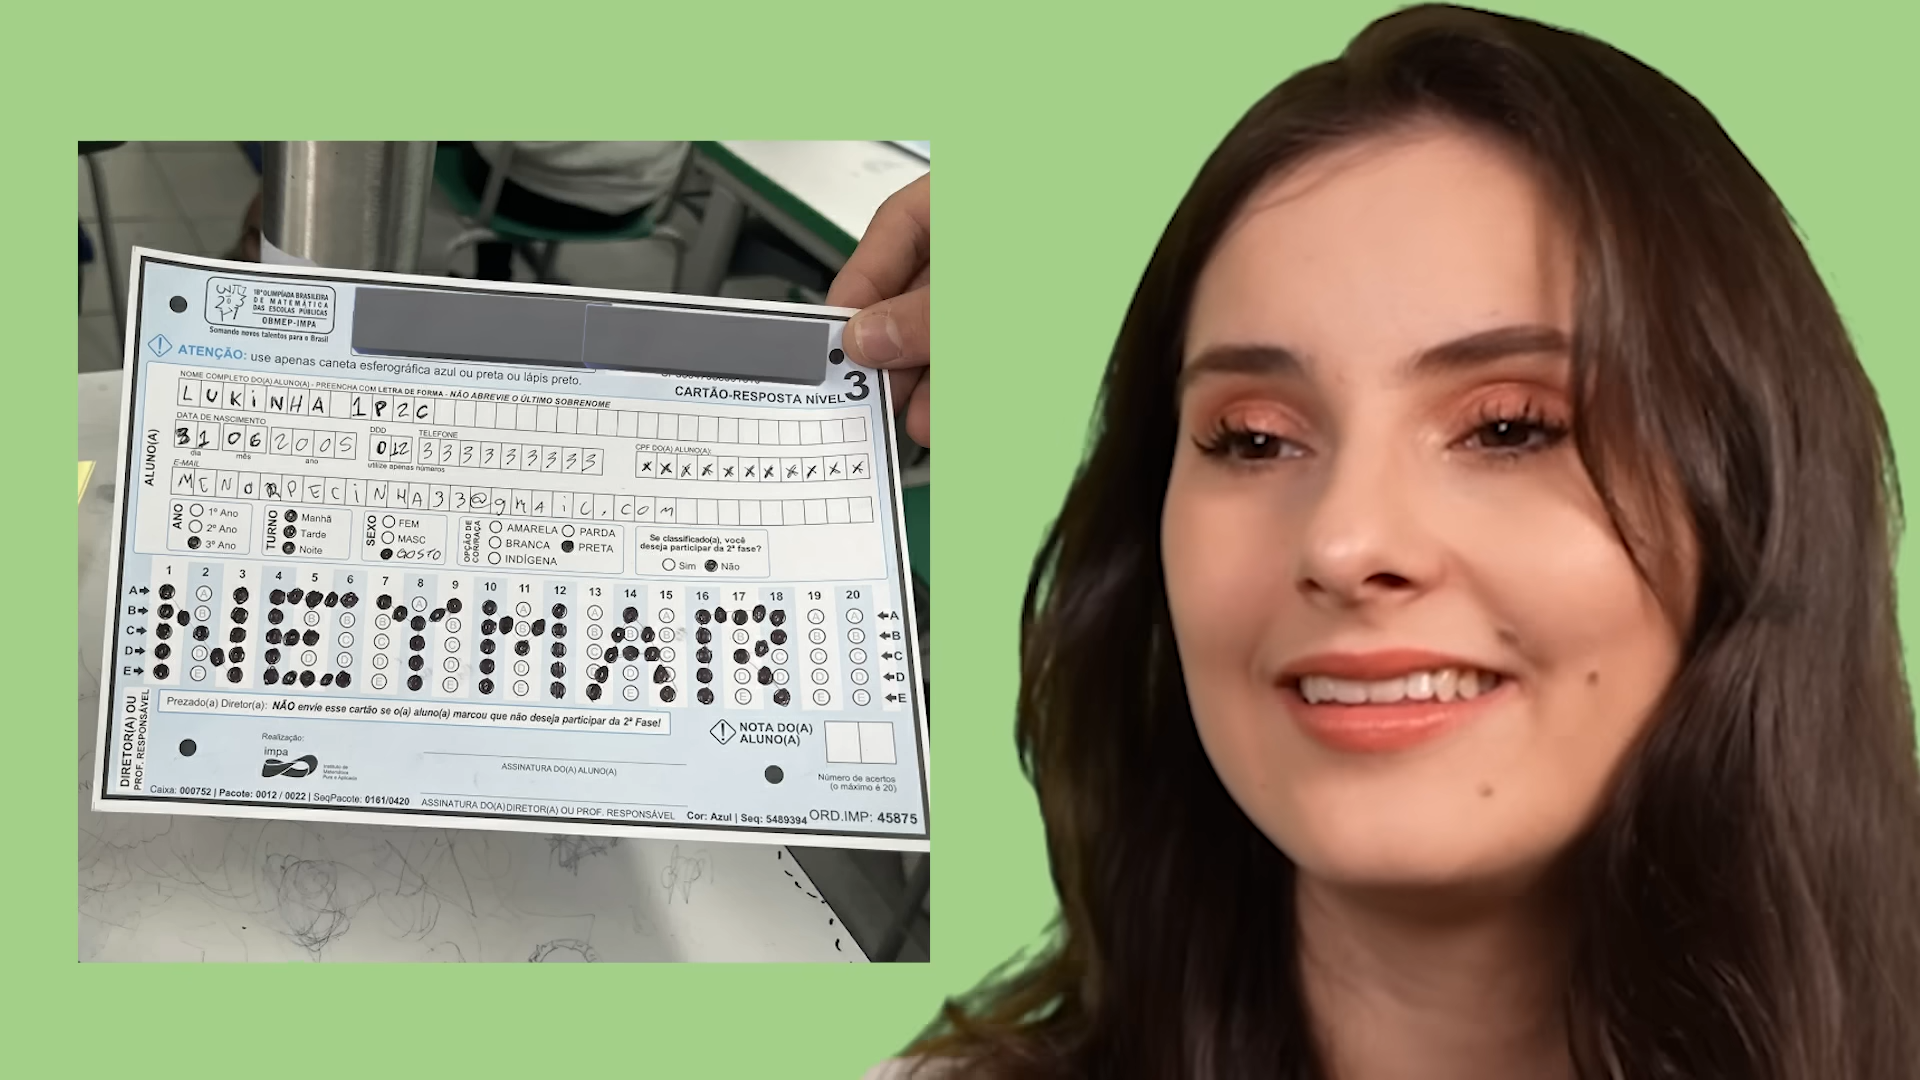 18ª OLIMPÍADA BRASILEIRA
DE MATEMÁTICA
DAS ESCOLAS PÚBLICAS
OBMEP-IMPA
Somando novos talentos para o Brasil
ATENÇÃO: use apenas caneta esferográfica azul ou preta ou lápis preto.
CARTÃO-RESPOSTA NÍVEL 3
NOME COMPLETO DO(A) ALUNO(A) - PREENCHA COM LETRA DE FORMA - NÃO ABREVIE O ÚLTIMO SOBRENOME
LUKiNHA 1P2C
DATA DE NASCIMENTO DDD TELEFONE CPF DO(A) ALUNO(A)
31 06 2005 012 333333333 xxxxxxxxxxx
dia mês ano utilize apenas números
ALUNO(A)
E-MAIL
ANO
1º Ano
2º Ano
3º Ano
TURNO
Manhã
Tarde
Noite
SEXO
FEM
MASC
GOSTO
OPÇÃO DE COR/RAÇA
AMARELA PARDA
BRANCA PRETA
INDÍGENA
Se classificado(a), você
deseja participar da 2ª fase?
Sim Não
1 2 3 4 5 6 7 8 9 10 11 12 13 14 15 16 17 18 19 20
A A
B B
C C
D D
E E
NEYMAR
DIRETOR(A) OU
PROF. RESPONSÁVEL
Prezado(a) Diretor(a): NÃO envie esse cartão se o(a) aluno(a) marcou que não deseja participar da 2ª Fase!
NOTA DO(A)
ALUNO(A)
Número de acertos
(o máximo é 20)
Realização:
impa
Instituto de
Matemática
Pura e Aplicada
ASSINATURA DO(A) ALUNO(A)
ASSINATURA DO(A) DIRETOR(A) OU PROF. RESPONSÁVEL
Caixa: 000752 | Pacote: 0012 / 0022 | SeqPacote: 0161/0420
Cor: Azul | Seq: 5489394 ORD.IMP: 45875